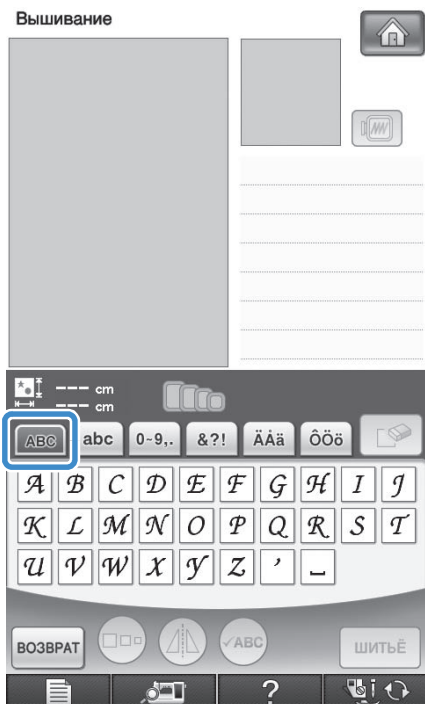 Вышивание
--- cm
--- cm
ABC abc 0~9,. &?! ÄÅä ÔÖö
A B C D E F G H I J
K L M N O P Q R S T
U V W X Y Z ’ ⎵
ВОЗВРАТ ✓ABC ШИТЬЁ
? i